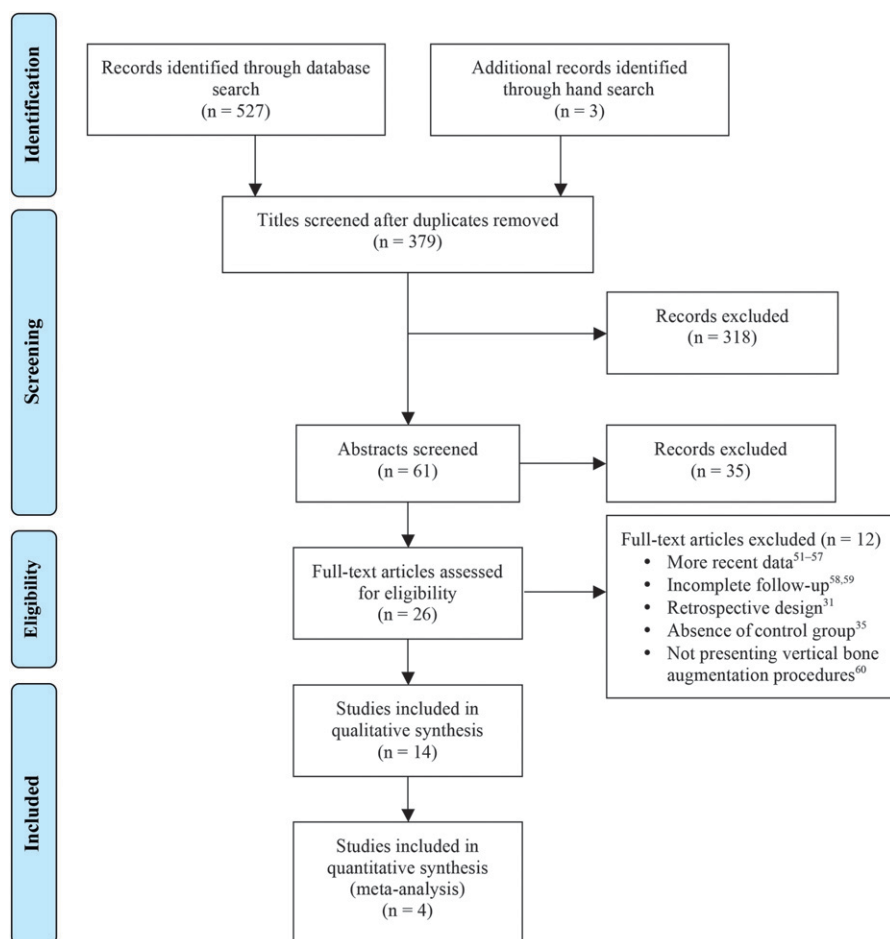 Identification
Records identified through database
search
(n = 527)
Additional records identified
through hand search
(n = 3)
Titles screened after duplicates removed
(n = 379)
Screening
Records excluded
(n = 318)
Abstracts screened
(n = 61)
Records excluded
(n = 35)
Eligibility
Full-text articles assessed
for eligibility
(n = 26)
Full-text articles excluded (n = 12)
• More recent data51–57
• Incomplete follow-up58,59
• Retrospective design31
• Absence of control group35
• Not presenting vertical bone
augmentation procedures60
Included
Studies included in
qualitative synthesis
(n = 14)
Studies included in
quantitative synthesis
(meta-analysis)
(n = 4)